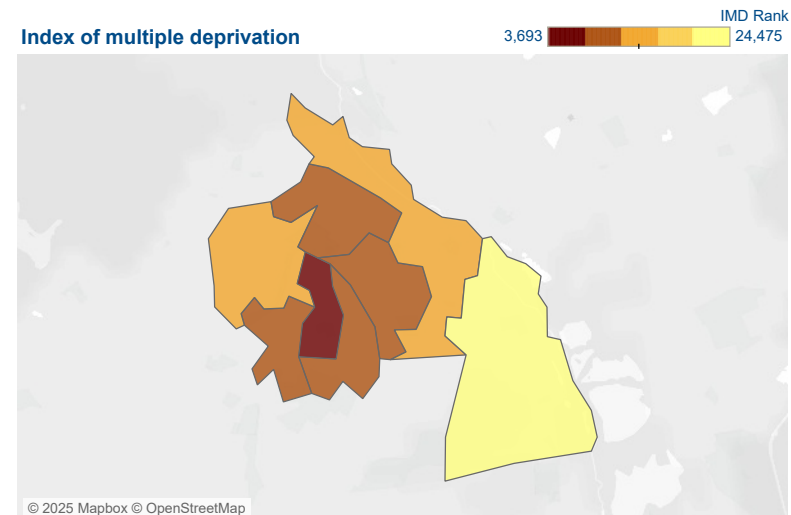 IMD Rank
Index of multiple deprivation
3,693
24,475
© 2025 Mapbox © OpenStreetMap